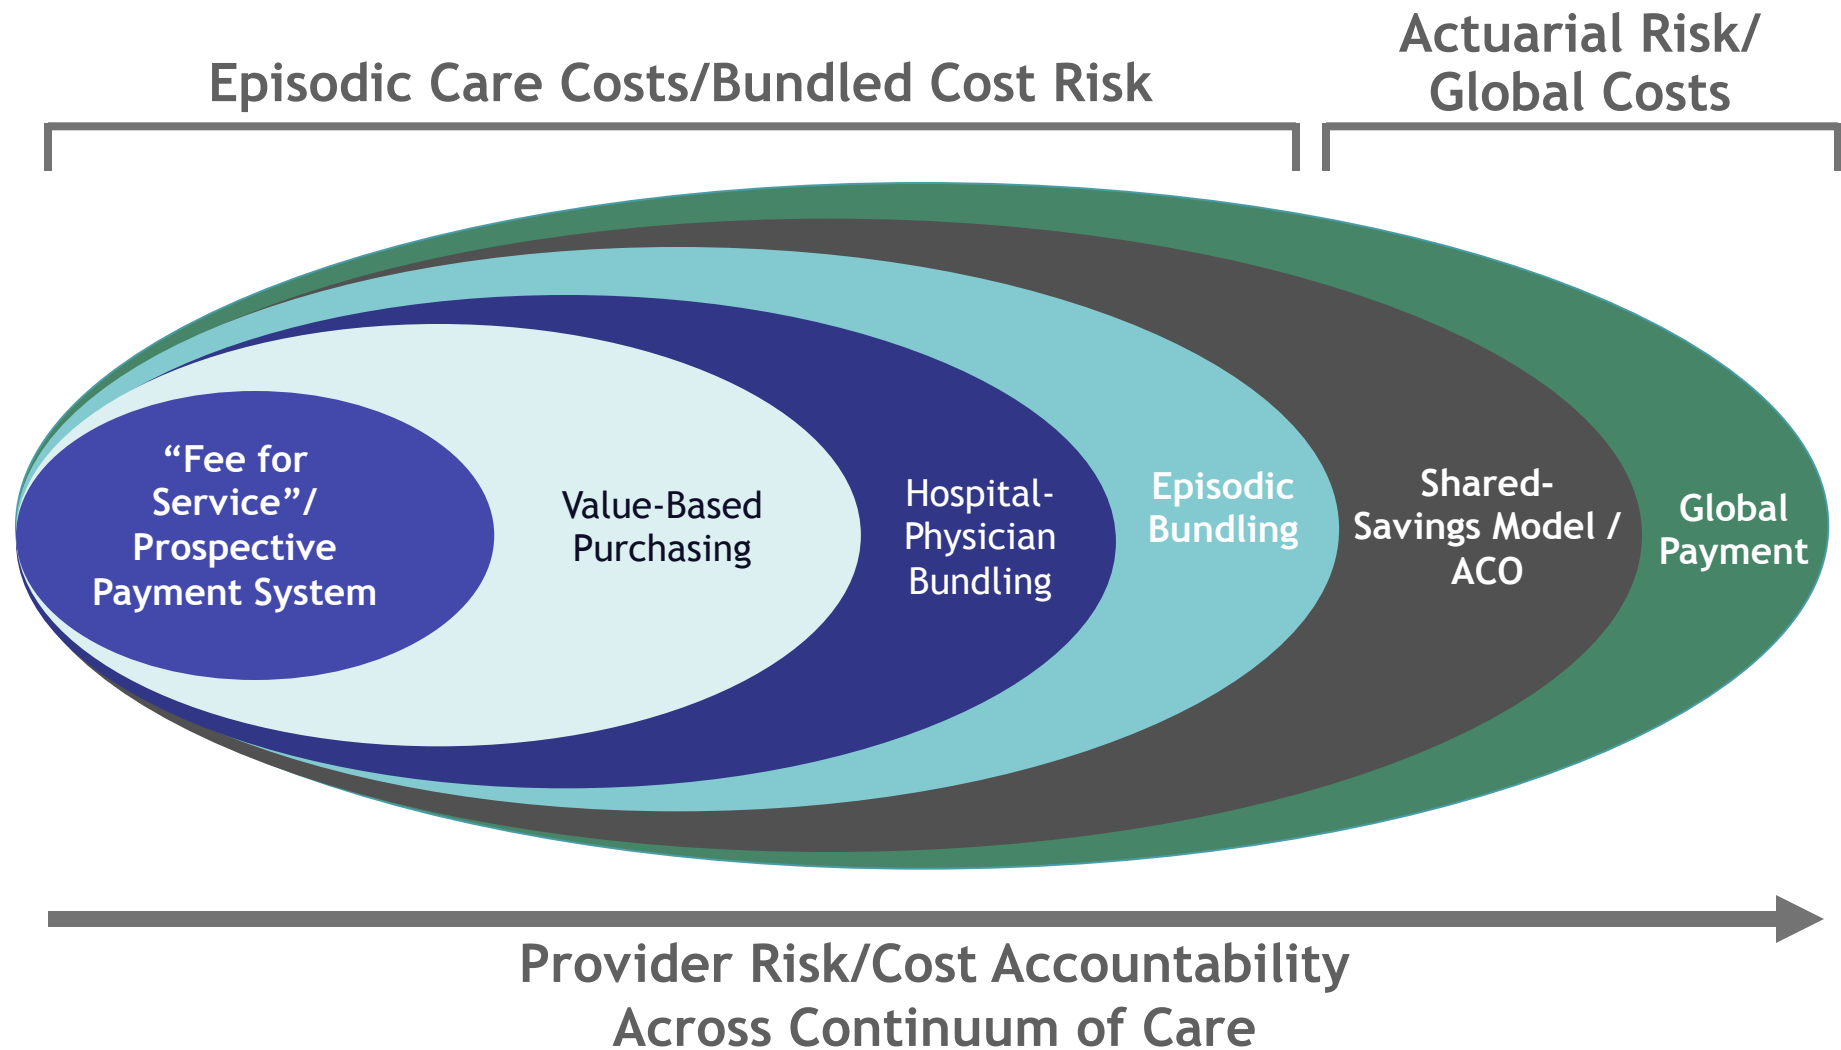 Episodic Care Costs/Bundled Cost Risk
Actuarial Risk/
Global Costs
“Fee for
Service”/
Prospective
Payment System
Value-Based
Purchasing
Hospital-
Physician
Bundling
Episodic
Bundling
Shared-
Savings Model /
ACO
Global
Payment
Provider Risk/Cost Accountability
Across Continuum of Care